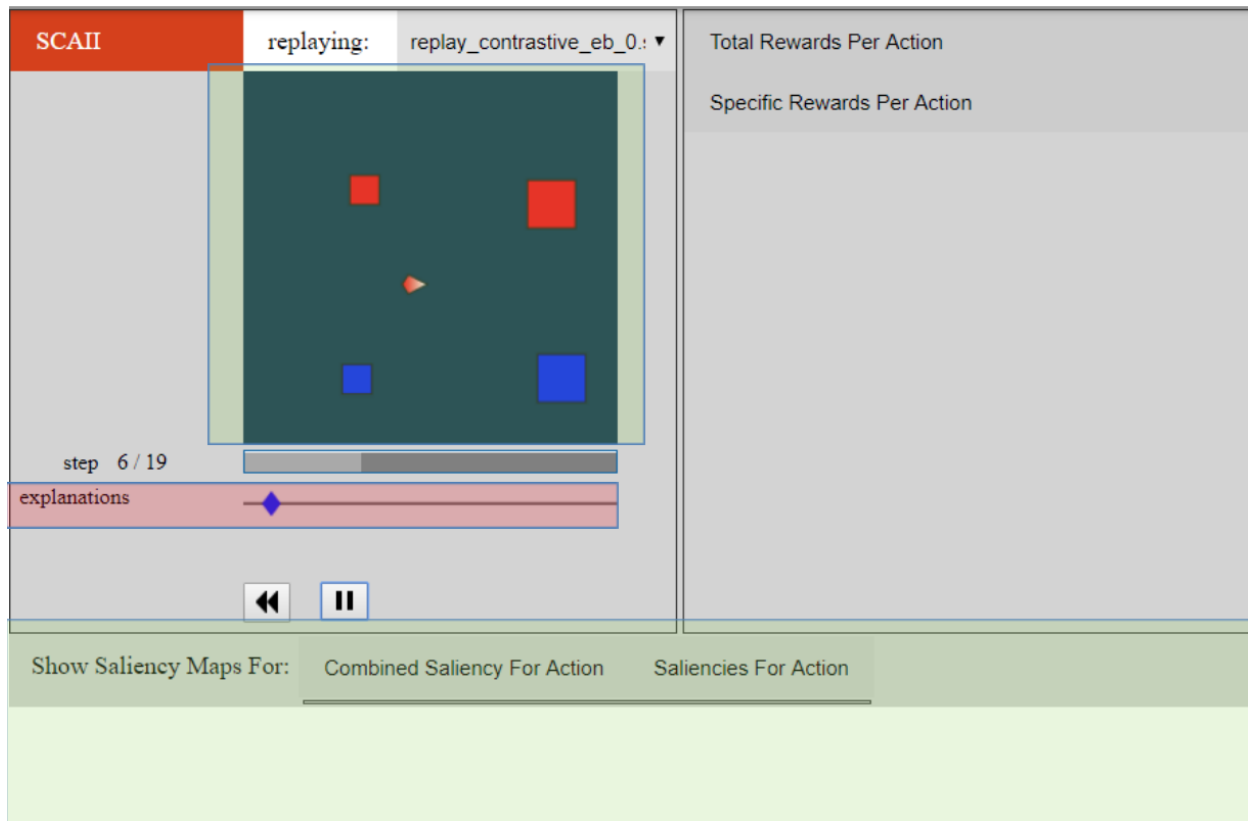 SCAII
replaying:
replay_contrastive_eb_0.s
Total Rewards Per Action
Specific Rewards Per Action
step 6 / 19
explanations
Show Saliency Maps For:
Combined Saliency For Action
Saliencies For Action